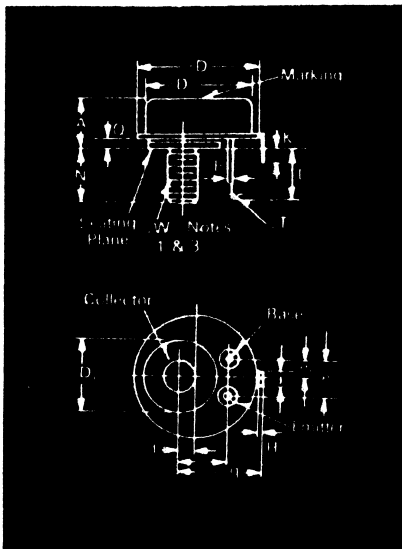 D
D
Marking
A
O
K
N
F
L
Seating
Plane
W Notes
1 & 3
T
Collector
Base
D
Emitter
H